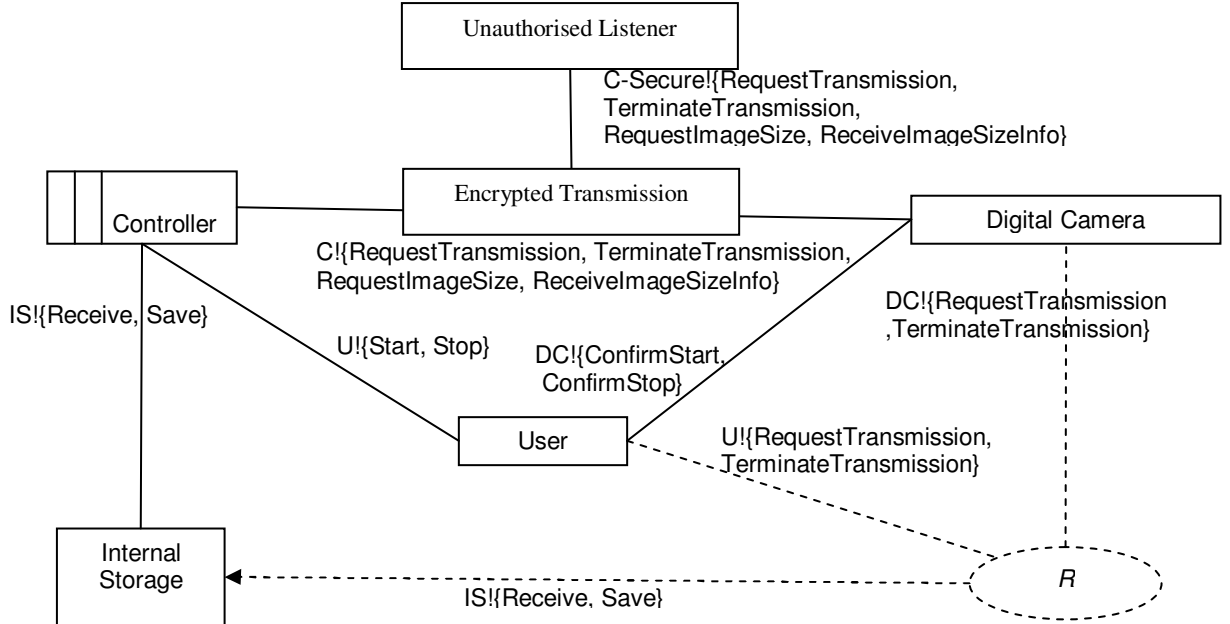 Unauthorised Listener
C-Secure!{RequestTransmission,
TerminateTransmission,
RequestImageSize, ReceiveImageSizeInfo}
Encrypted Transmission
Controller
Digital Camera
C!{RequestTransmission, TerminateTransmission,
RequestImageSize, ReceiveImageSizeInfo}
DC!{RequestTransmission
,TerminateTransmission}
IS!{Receive, Save}
U!{Start, Stop}
DC!{ConfirmStart,
ConfirmStop}
User
U!{RequestTransmission,
TerminateTransmission}
Internal
Storage
R
IS!{Receive, Save}